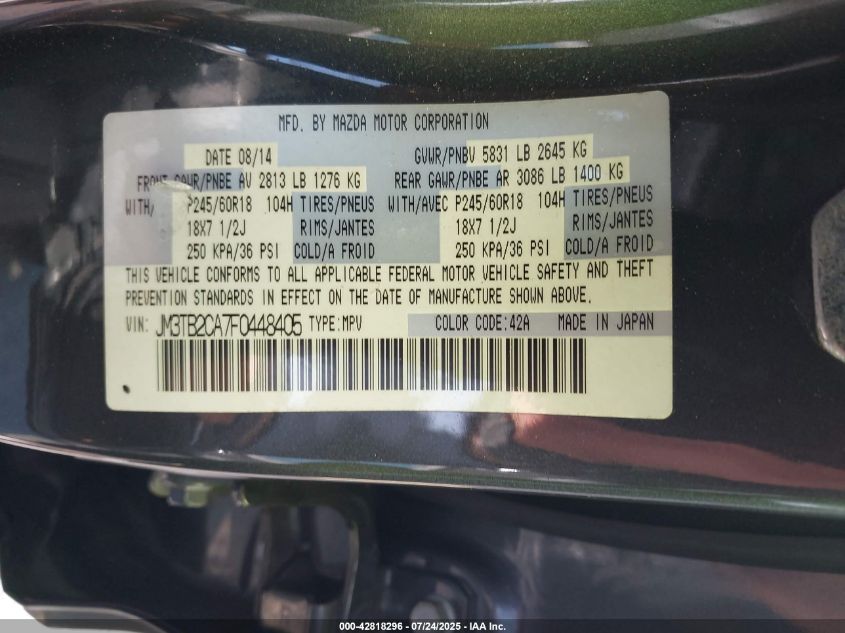 MFD. BY MAZDA MOTOR CORPORATION
DATE 08/14 GVWR/PNBV 5831 LB 2645 KG
FRONT GAWR/PNBE AV 2813 LB 1276 KG REAR GAWR/PNBE AR 3086 LB 1400 KG
WITH/ P245/60R18 104H TIRES/PNEUS WITH/AVEC P245/60R18 104H TIRES/PNEUS
18X7 1/2J RIMS/JANTES 18X7 1/2J RIMS/JANTES
250 KPA/36 PSI COLD/A FROID 250 KPA/36 PSI COLD/A FROID
THIS VEHICLE CONFORMS TO ALL APPLICABLE FEDERAL MOTOR VEHICLE SAFETY AND THEFT
PREVENTION STANDARDS IN EFFECT ON THE DATE OF MANUFACTURE SHOWN ABOVE.
VIN: JM3TB2CA7F0448405 TYPE:MPV COLOR CODE:42A MADE IN JAPAN
000-42818296 - 07/24/2025 - IAA Inc.